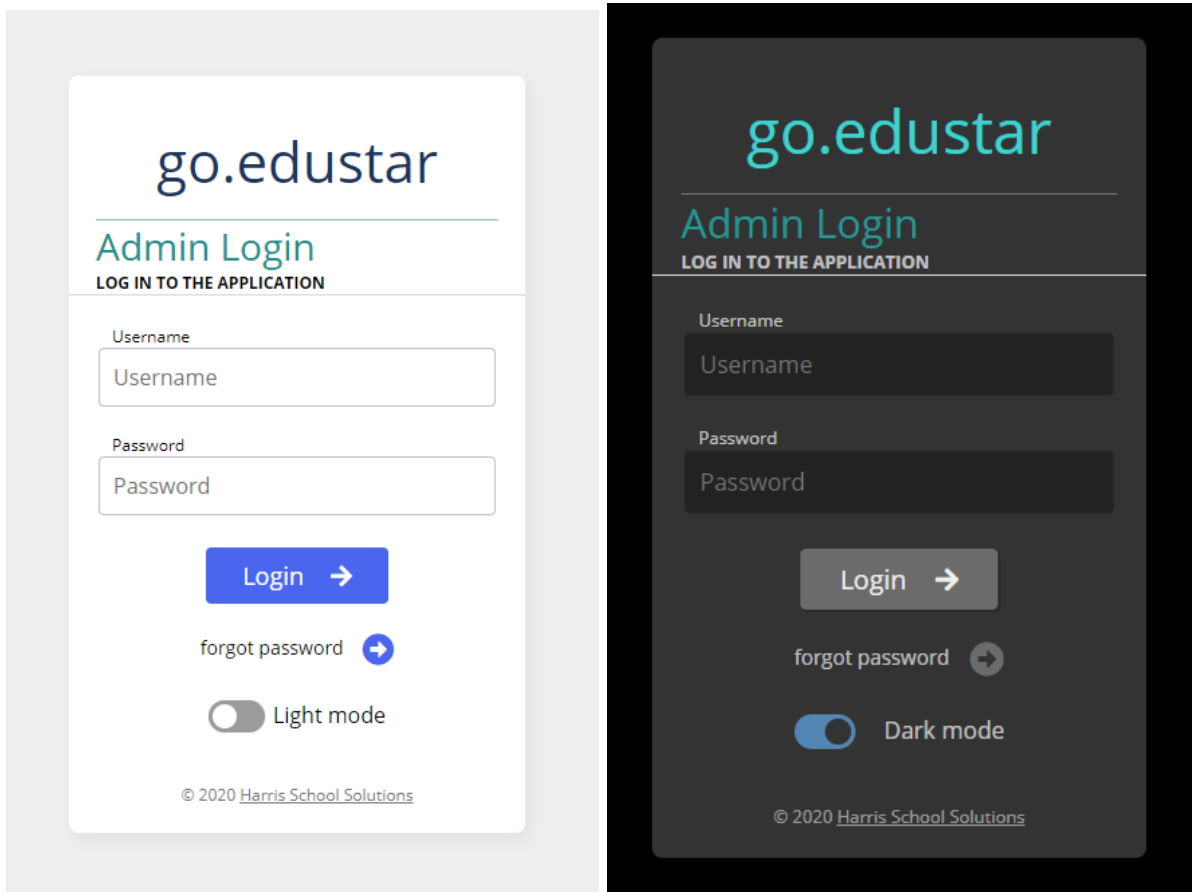 go.edustar
Admin Login
LOG IN TO THE APPLICATION
Username
Username
Password
Password
Login
forgot password
Light mode
© 2020 Harris School Solutions
go.edustar
Admin Login
LOG IN TO THE APPLICATION
Username
Username
Password
Password
Login
forgot password
Dark mode
© 2020 Harris School Solutions